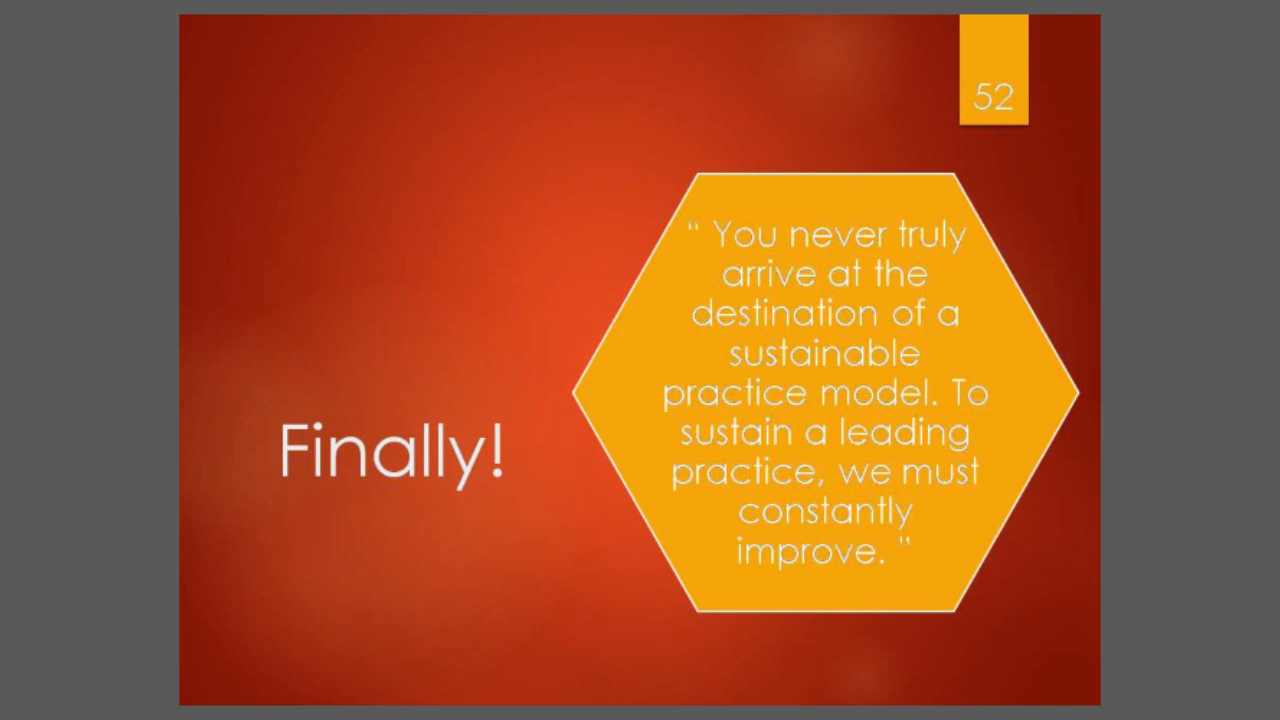 52
" You never truly
arrive at the
destination of a
sustainable
practice model. To
sustain a leading
practice, we must
constantly
improve. "
Finally!